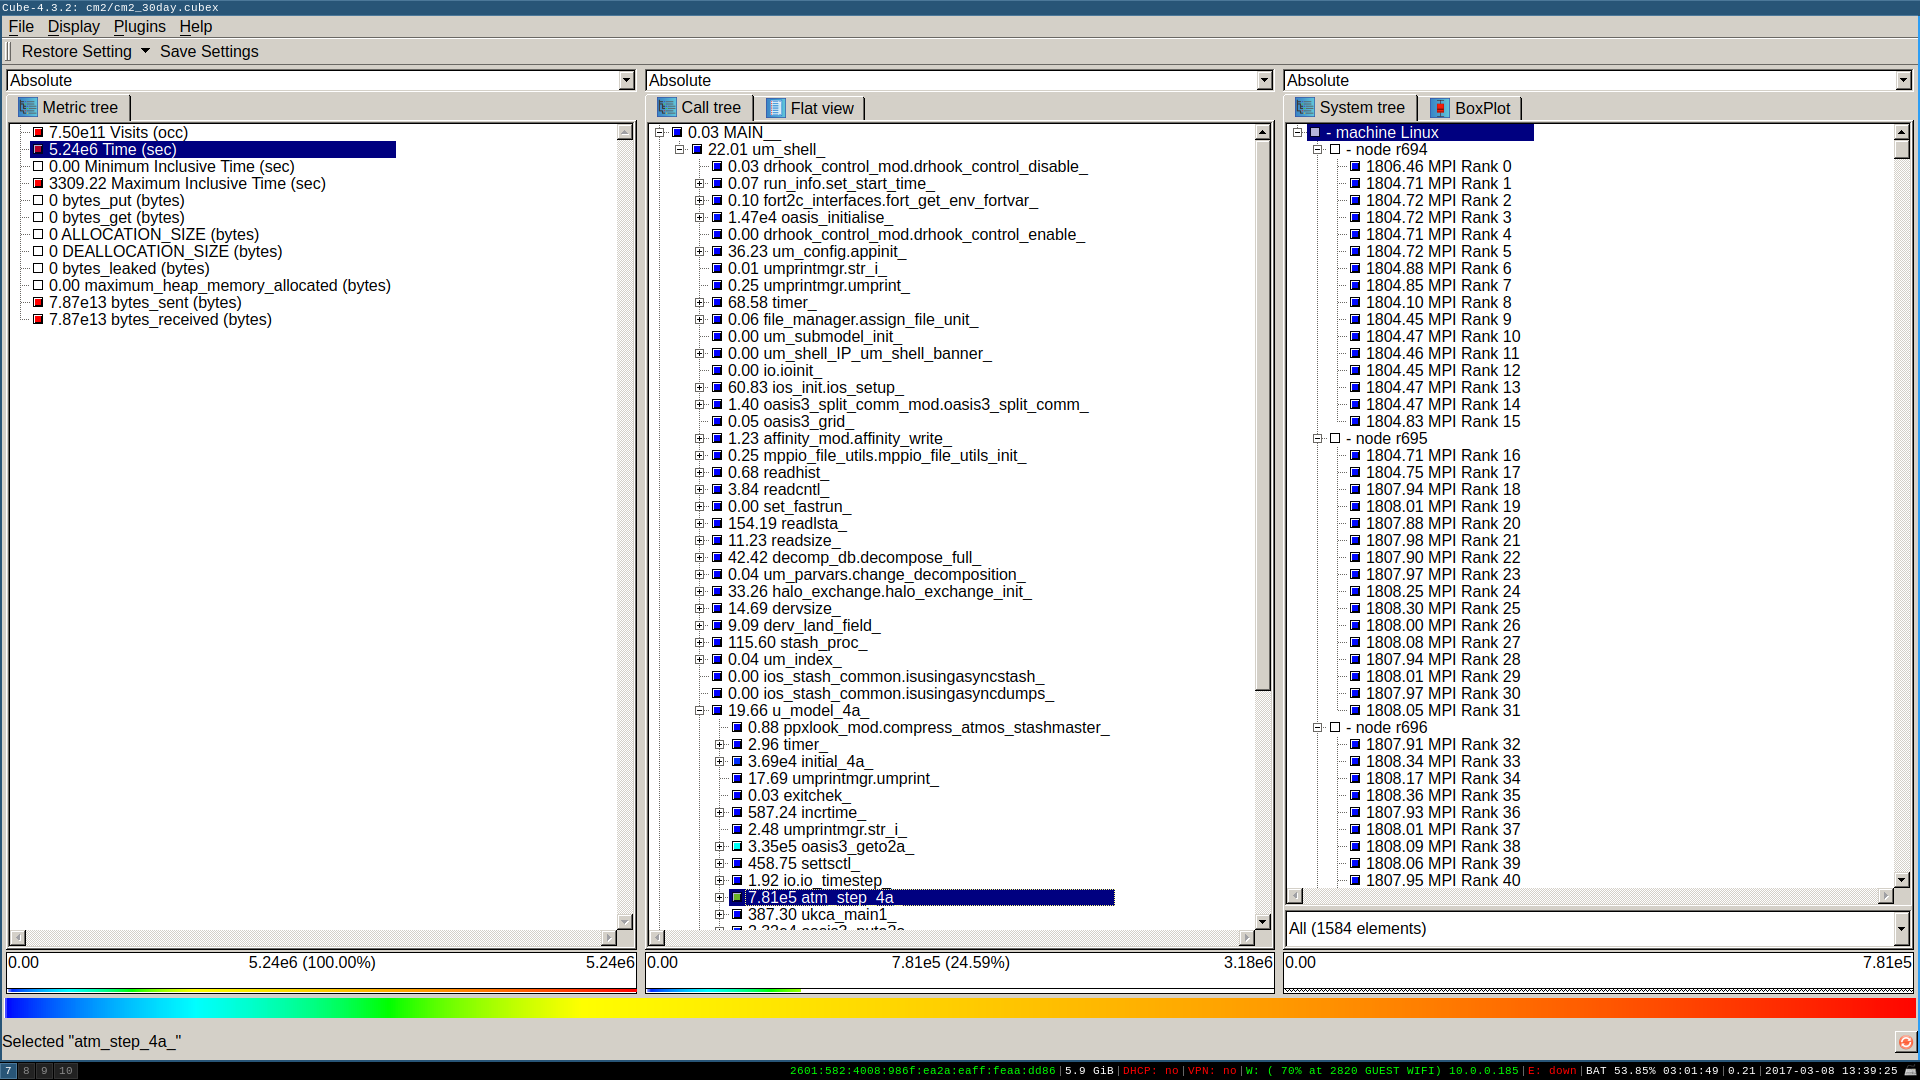 Cube-4.3.2: cm2/cm2_30day.cubex
File Display Plugins Help
Restore Setting Save Settings
Absolute
Metric tree
7.50e11 Visits (occ)
5.24e6 Time (sec)
0.00 Minimum Inclusive Time (sec)
3309.22 Maximum Inclusive Time (sec)
0 bytes_put (bytes)
0 bytes_get (bytes)
0 ALLOCATION_SIZE (bytes)
0 DEALLOCATION_SIZE (bytes)
0 bytes_leaked (bytes)
0.00 maximum_heap_memory_allocated (bytes)
7.87e13 bytes_sent (bytes)
7.87e13 bytes_received (bytes)
0.00 5.24e6 (100.00%) 5.24e6
Absolute
Call tree Flat view
0.03 MAIN__
22.01 um_shell_
0.03 drhook_control_mod.drhook_control_disable_
0.07 run_info.set_start_time_
0.10 fort2c_interfaces.fort_get_env_fortvar_
1.47e4 oasis_initialise_
0.00 drhook_control_mod.drhook_control_enable_
36.23 um_config.appinit_
0.01 umprintmgr.str_i_
0.25 umprintmgr.umprint_
68.58 timer_
0.06 file_manager.assign_file_unit_
0.00 um_submodel_init_
0.00 um_shell_IP_um_shell_banner_
0.00 io.ioinit_
60.83 ios_init.ios_setup_
1.40 oasis3_split_comm_mod.oasis3_split_comm_
0.05 oasis3_grid_
1.23 affinity_mod.affinity_write_
0.25 mppio_file_utils.mppio_file_utils_init_
0.68 readhist_
3.84 readcntl_
0.00 set_fastrun_
154.19 readlsta_
11.23 readsize_
42.42 decomp_db.decompose_full_
0.04 um_parvars.change_decomposition_
33.26 halo_exchange.halo_exchange_init_
14.69 dervsize_
9.09 derv_land_field_
115.60 stash_proc_
0.04 um_index_
0.00 ios_stash_common.isusingasyncstash_
0.00 ios_stash_common.isusingasyncdumps_
19.66 u_model_4a_
0.88 ppxlook_mod.compress_atmos_stashmaster_
2.96 timer_
3.69e4 initial_4a_
17.69 umprintmgr.umprint_
0.03 exitchek_
587.24 incrtime_
2.48 umprintmgr.str_i_
3.35e5 oasis3_geto2a_
458.75 settsctl_
1.92 io.io_timestep_
7.81e5 atm_step_4a_
387.30 ukca_main1_
0.00 7.81e5 (24.59%) 3.18e6
Absolute
System tree BoxPlot
- machine Linux
- node r694
1806.46 MPI Rank 0
1804.71 MPI Rank 1
1804.72 MPI Rank 2
1804.72 MPI Rank 3
1804.71 MPI Rank 4
1804.72 MPI Rank 5
1804.88 MPI Rank 6
1804.85 MPI Rank 7
1804.10 MPI Rank 8
1804.45 MPI Rank 9
1804.47 MPI Rank 10
1804.46 MPI Rank 11
1804.45 MPI Rank 12
1804.47 MPI Rank 13
1804.47 MPI Rank 14
1804.83 MPI Rank 15
- node r695
1804.71 MPI Rank 16
1804.75 MPI Rank 17
1807.94 MPI Rank 18
1808.01 MPI Rank 19
1807.88 MPI Rank 20
1807.98 MPI Rank 21
1807.90 MPI Rank 22
1807.97 MPI Rank 23
1808.25 MPI Rank 24
1808.30 MPI Rank 25
1808.00 MPI Rank 26
1808.08 MPI Rank 27
1807.94 MPI Rank 28
1808.01 MPI Rank 29
1807.97 MPI Rank 30
1808.05 MPI Rank 31
- node r696
1807.91 MPI Rank 32
1808.34 MPI Rank 33
1808.17 MPI Rank 34
1808.36 MPI Rank 35
1807.93 MPI Rank 36
1808.01 MPI Rank 37
1808.09 MPI Rank 38
1808.06 MPI Rank 39
1807.95 MPI Rank 40
All (1584 elements)
0.00 7.81e5
Selected "atm_step_4a_"
7 8 9 10
2601:582:4008:986f:ea2a:eaff:feaa:dd86|5.9 GiB|DHCP: no|VPN: no|W: ( 70% at 2820 GUEST WIFI) 10.0.0.185|E: down|BAT 53.85% 03:01:49|0.21|2017-03-08 13:39:25